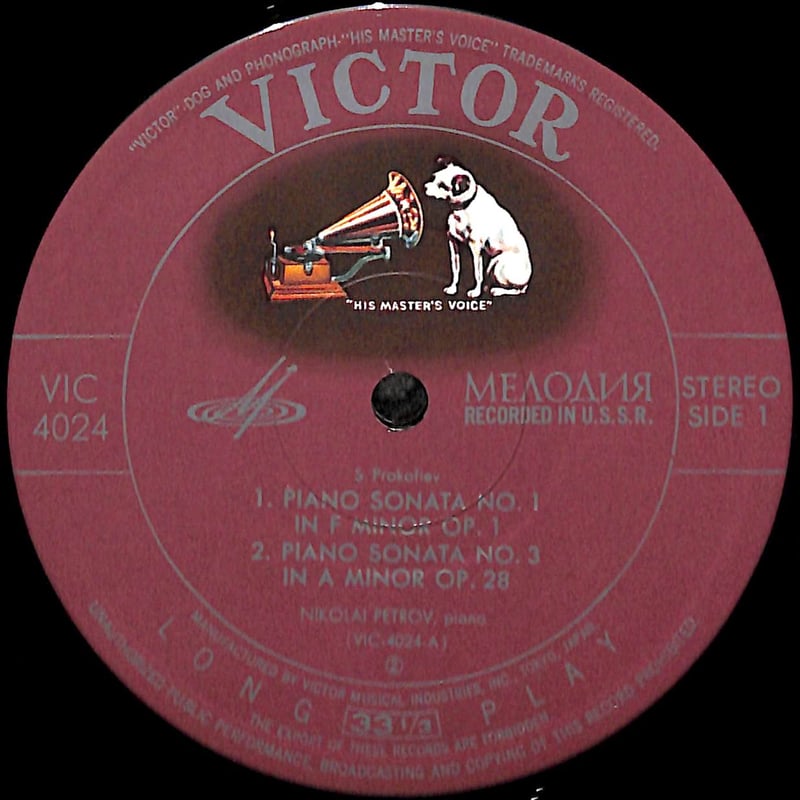 "VICTOR"-DOG AND PHONOGRAPH-"HIS MASTER'S VOICE" TRADEMARKS REGISTERED.
VICTOR
"HIS MASTER'S VOICE"
VIC
4024
МЕЛОДИЯ
RECORDED IN U.S.S.R.
STEREO
SIDE 1
S. Prokofiev
1. PIANO SONATA NO. 1
IN F MINOR OP. 1
2. PIANO SONATA NO. 3
IN A MINOR OP. 28
NIKOLAI PETROV, piano
(VIC-4024-A)
②
MANUFACTURED BY VICTOR MUSICAL INDUSTRIES, INC., TOKYO, JAPAN
LONG 33 1/3 PLAY
THE EXPORT OF THESE RECORDS ARE FORBIDDEN
UNAUTHORIZED PUBLIC PERFORMANCE, BROADCASTING AND COPYING OF THIS RECORD PROHIBITED.